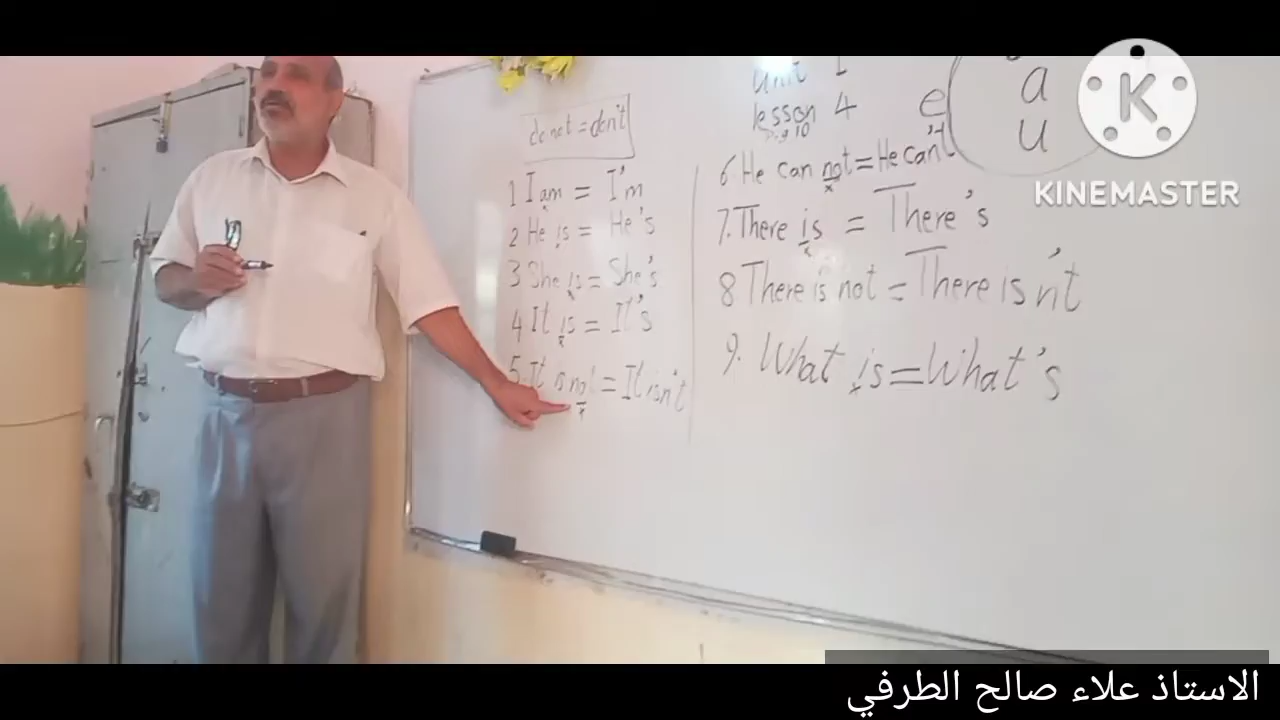 unit 1
lesson 4
e
a
u
do not = don't
1 I am = I'm
2 He is = He's
3 She is = She's
4 It is = It's
5. It is not = It isn't
6. He can not = He can't
7. There is = There's
8 There is not = There is n't
9. What is = What's
K
KINEMASTER
الاستاذ علاء صالح الطرفي